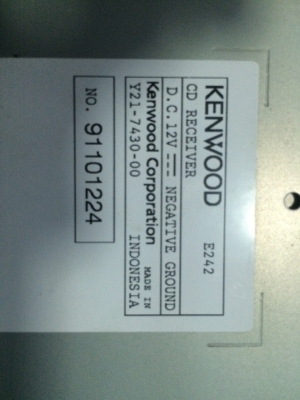 KENWOOD E242
CD RECEIVER
D.C.12V NEGATIVE GROUND
Kenwood Corporation MADE IN
Y21-7430-00 INDONESIA
NO. 91101224